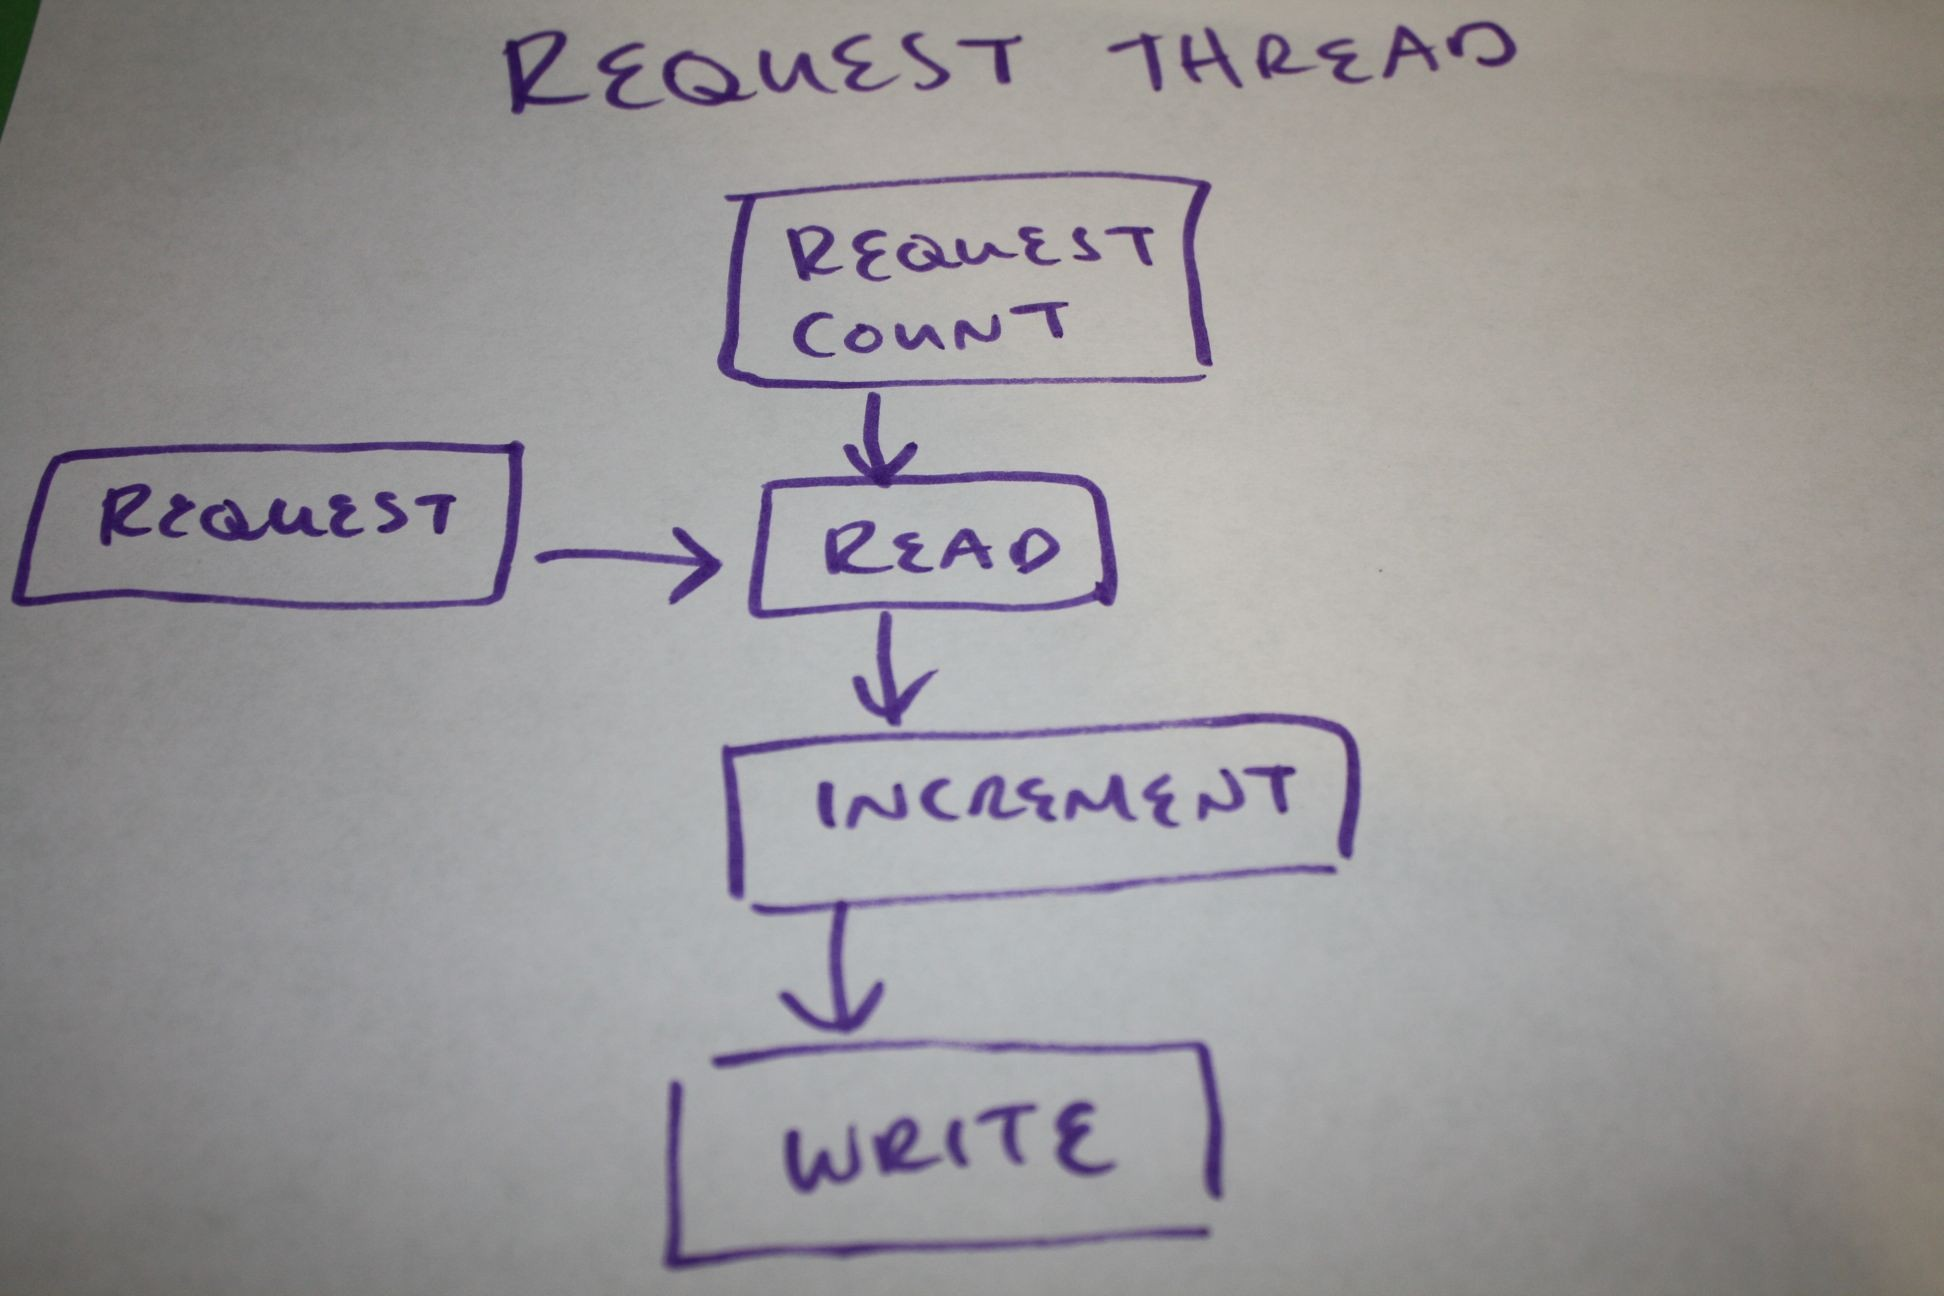 REQUEST THREAD
REQUEST
COUNT
REQUEST
READ
INCREMENT
WRITE